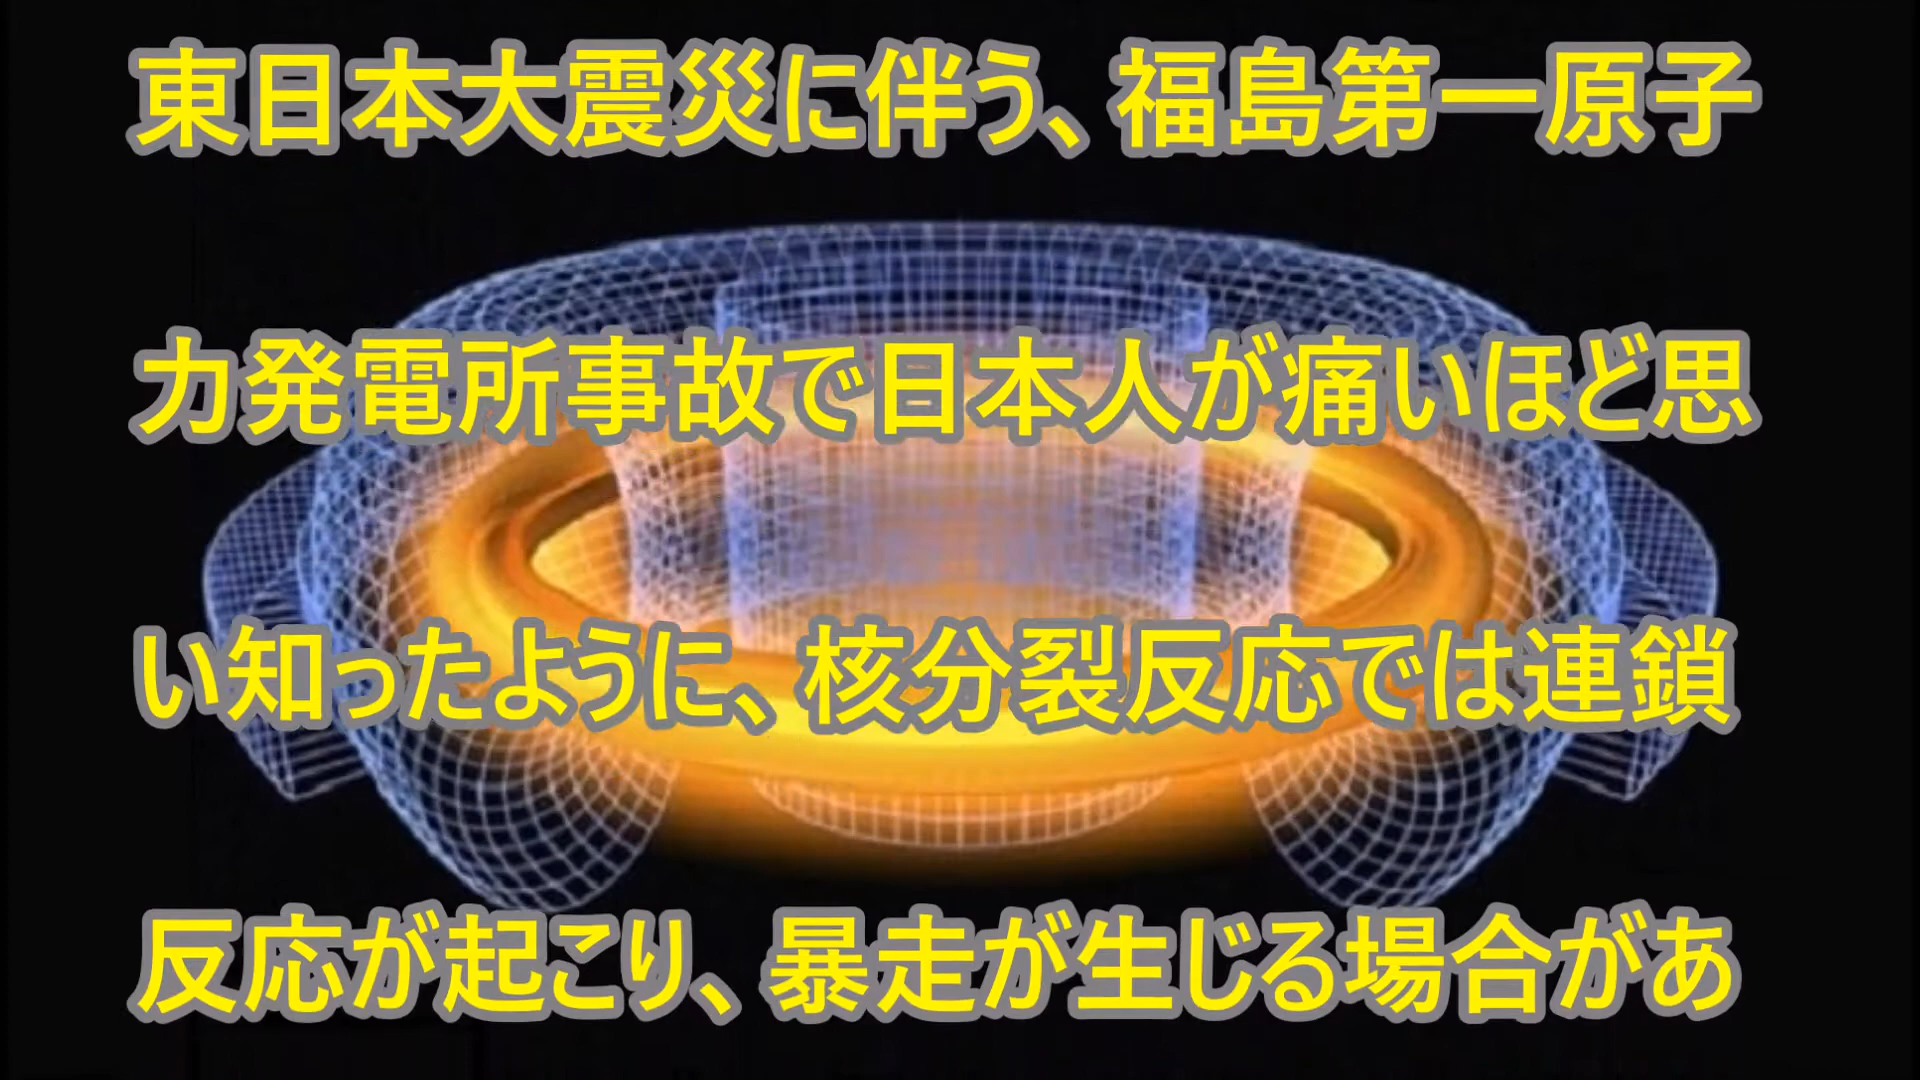 東日本大震災に伴う、福島第一原子
力発電所事故で日本人が痛いほど思
い知ったように、核分裂反応では連鎖
反応が起こり、暴走が生じる場合があ